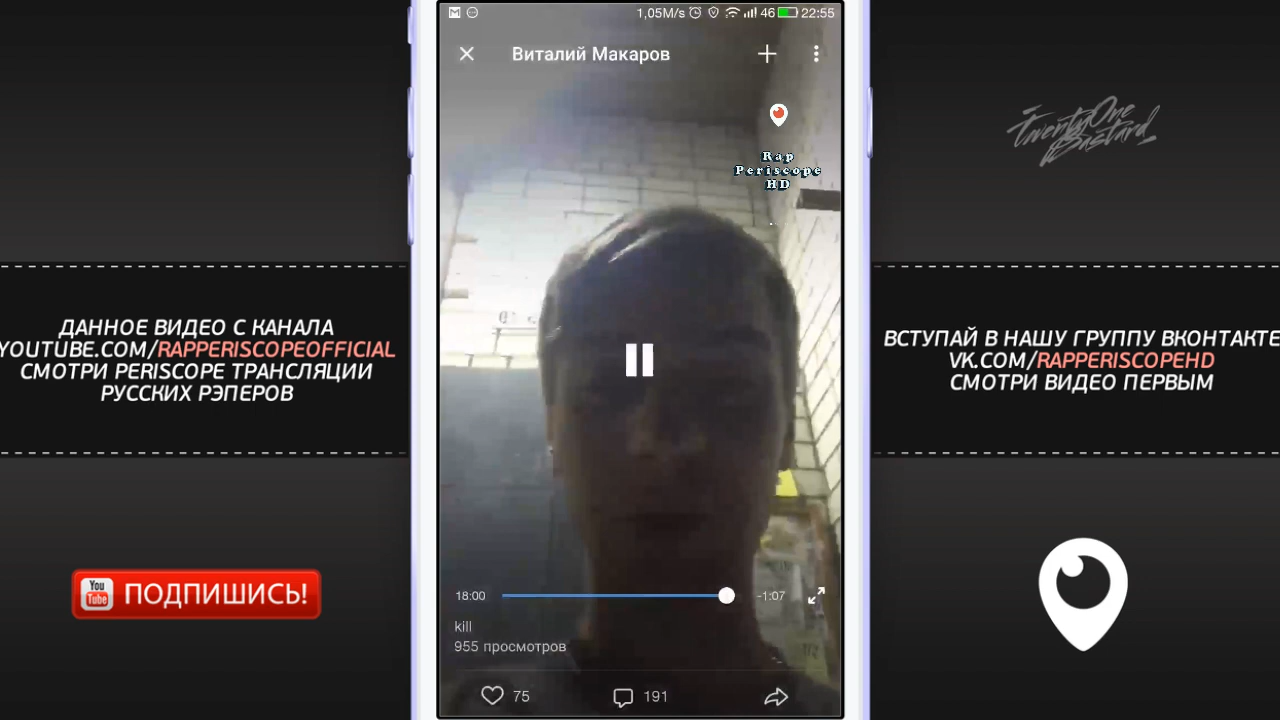 1,05M/s 46 22:55
Виталий Макаров
Rap
Periscope
HD
TwentyOne
Bastard
ДАННОЕ ВИДЕО С КАНАЛА
YOUTUBE.COM/RAPPERISCOPEOFFICIAL
СМОТРИ PERISCOPE ТРАНСЛЯЦИИ
РУССКИХ РЭПЕРОВ
ВСТУПАЙ В НАШУ ГРУППУ ВКОНТАКТЕ
VK.COM/RAPPERISCOPEHD
СМОТРИ ВИДЕО ПЕРВЫМ
You
Tube
ПОДПИШИСЬ!
18:00
-1:07
kill
955 просмотров
75
191